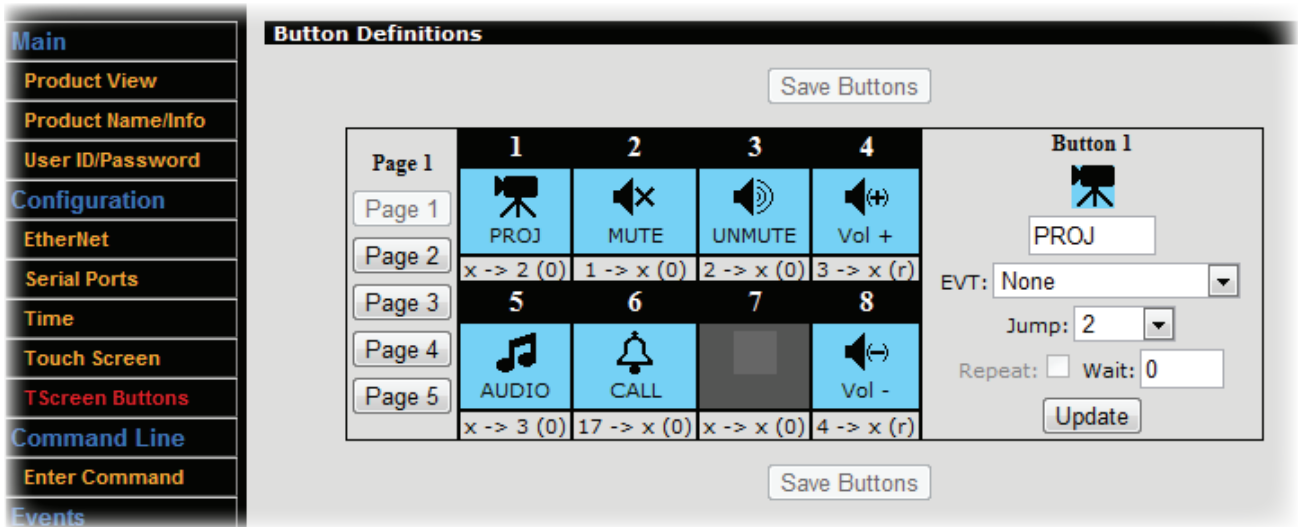 Main
Product View
Product Name/Info
User ID/Password
Configuration
EtherNet
Serial Ports
Time
Touch Screen
TScreen Buttons
Command Line
Enter Command
Events
Button Definitions
Save Buttons
Page 1
Page 1
Page 2
Page 3
Page 4
Page 5
1 2 3 4
PROJ MUTE UNMUTE Vol +
x -> 2 (0) 1 -> x (0) 2 -> x (0) 3 -> x (r)
5 6 7 8
AUDIO CALL Vol -
x -> 3 (0) 17 -> x (0) x -> x (0) 4 -> x (r)
Button 1
PROJ
EVT: None
Jump: 2
Repeat: Wait: 0
Update
Save Buttons